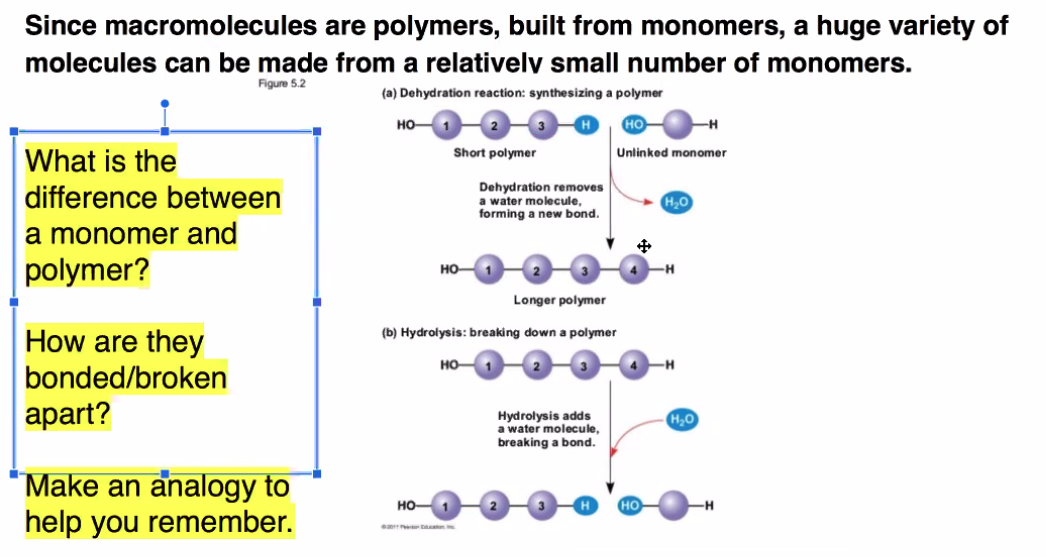 Since macromolecules are polymers, built from monomers, a huge variety of
molecules can be made from a relatively small number of monomers.
Figure 5.2
What is the
difference between
a monomer and
polymer?
How are they
bonded/broken
apart?
Make an analogy to
help you remember.
(a) Dehydration reaction: synthesizing a polymer
HO 1 2 3 H HO H
Short polymer Unlinked monomer
Dehydration removes
a water molecule,
forming a new bond.
H₂O
HO 1 2 3 4 H
Longer polymer
(b) Hydrolysis: breaking down a polymer
HO 1 2 3 4 H
Hydrolysis adds
a water molecule,
breaking a bond.
H₂O
HO 1 2 3 H HO H
© 2011 Pearson Education, Inc.